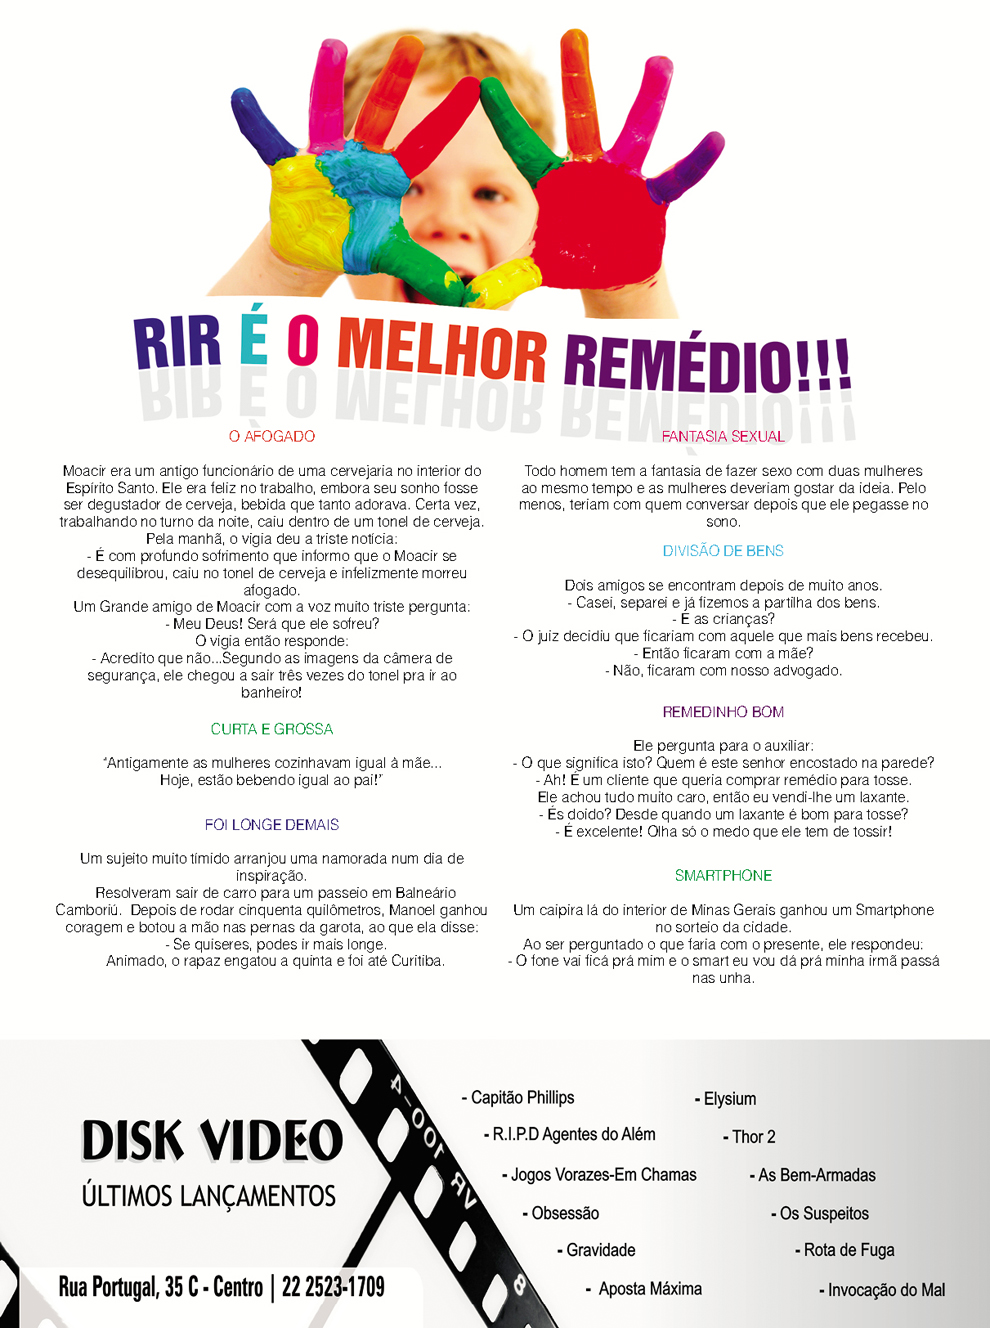 RIR É O MELHOR REMÉDIO!!!
O AFOGADO
Moacir era um antigo funcionário de uma cervejaria no interior do
Espírito Santo. Ele era feliz no trabalho, embora seu sonho fosse
ser degustador de cerveja, bebida que tanto adorava. Certa vez,
trabalhando no turno da noite, caiu dentro de um tonel de cerveja.
Pela manhã, o vigia deu a triste notícia:
- É com profundo sofrimento que informo que o Moacir se
desequilibrou, caiu no tonel de cerveja e infelizmente morreu
afogado.
Um Grande amigo de Moacir com a voz muito triste pergunta:
- Meu Deus! Será que ele sofreu?
O vigia então responde:
- Acredito que não...Segundo as imagens da câmera de
segurança, ele chegou a sair três vezes do tonel pra ir ao
banheiro!
CURTA E GROSSA
“Antigamente as mulheres cozinhavam igual à mãe...
Hoje, estão bebendo igual ao pai!”
FOI LONGE DEMAIS
Um sujeito muito tímido arranjou uma namorada num dia de
inspiração.
Resolveram sair de carro para um passeio em Balneário
Camboriú.  Depois de rodar cinquenta quilômetros, Manoel ganhou
coragem e botou a mão nas pernas da garota, ao que ela disse:
- Se quiseres, podes ir mais longe.
Animado, o rapaz engatou a quinta e foi até Curitiba.
FANTASIA SEXUAL
Todo homem tem a fantasia de fazer sexo com duas mulheres
ao mesmo tempo e as mulheres deveriam gostar da ideia. Pelo
menos, teriam com quem conversar depois que ele pegasse no
sono.
DIVISÃO DE BENS
Dois amigos se encontram depois de muito anos.
- Casei, separei e já fizemos a partilha dos bens.
- É as crianças?
- O juiz decidiu que ficariam com aquele que mais bens recebeu.
- Então ficaram com a mãe?
- Não, ficaram com nosso advogado.
REMEDINHO BOM
Ele pergunta para o auxiliar:
- O que significa isto? Quem é este senhor encostado na parede?
- Ah! É um cliente que queria comprar remédio para tosse.
Ele achou tudo muito caro, então eu vendi-lhe um laxante.
- És doido? Desde quando um laxante é bom para tosse?
- É excelente! Olha só o medo que ele tem de tossir!
SMARTPHONE
Um caipira lá do interior de Minas Gerais ganhou um Smartphone
no sorteio da cidade.
Ao ser perguntado o que faria com o presente, ele respondeu:
- O fone vai ficá prá mim e o smart eu vou dá prá minha irmã passá
nas unha.
DISK VIDEO
ÚLTIMOS LANÇAMENTOS
Rua Portugal, 35 C - Centro | 22 2523-1709
- Capitão Phillips
- R.I.P.D Agentes do Além
- Jogos Vorazes-Em Chamas
- Obsessão
- Gravidade
- Aposta Máxima
- Elysium
- Thor 2
- As Bem-Armadas
- Os Suspeitos
- Rota de Fuga
- Invocação do Mal